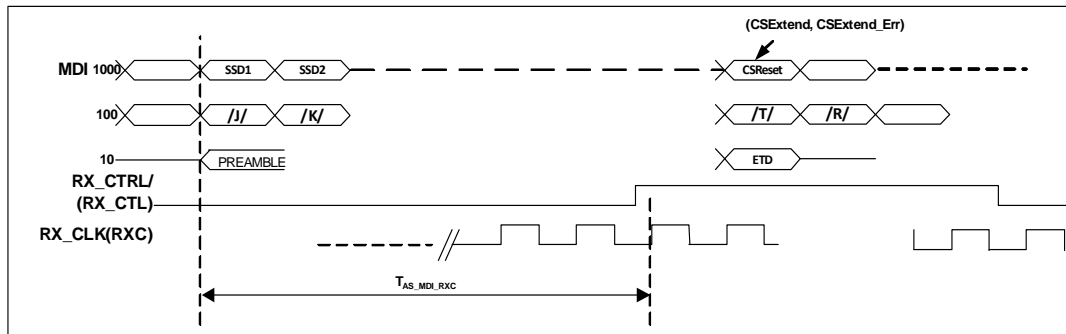 (CSExtend, CSExtend_Err)
MDI 1000 SSD1 SSD2 CSReset
100 /J/ /K/ /T/ /R/
10 PREAMBLE ETD
RX_CTRL/
(RX_CTL)
RX_CLK(RXC)
TAS_MDI_RXC